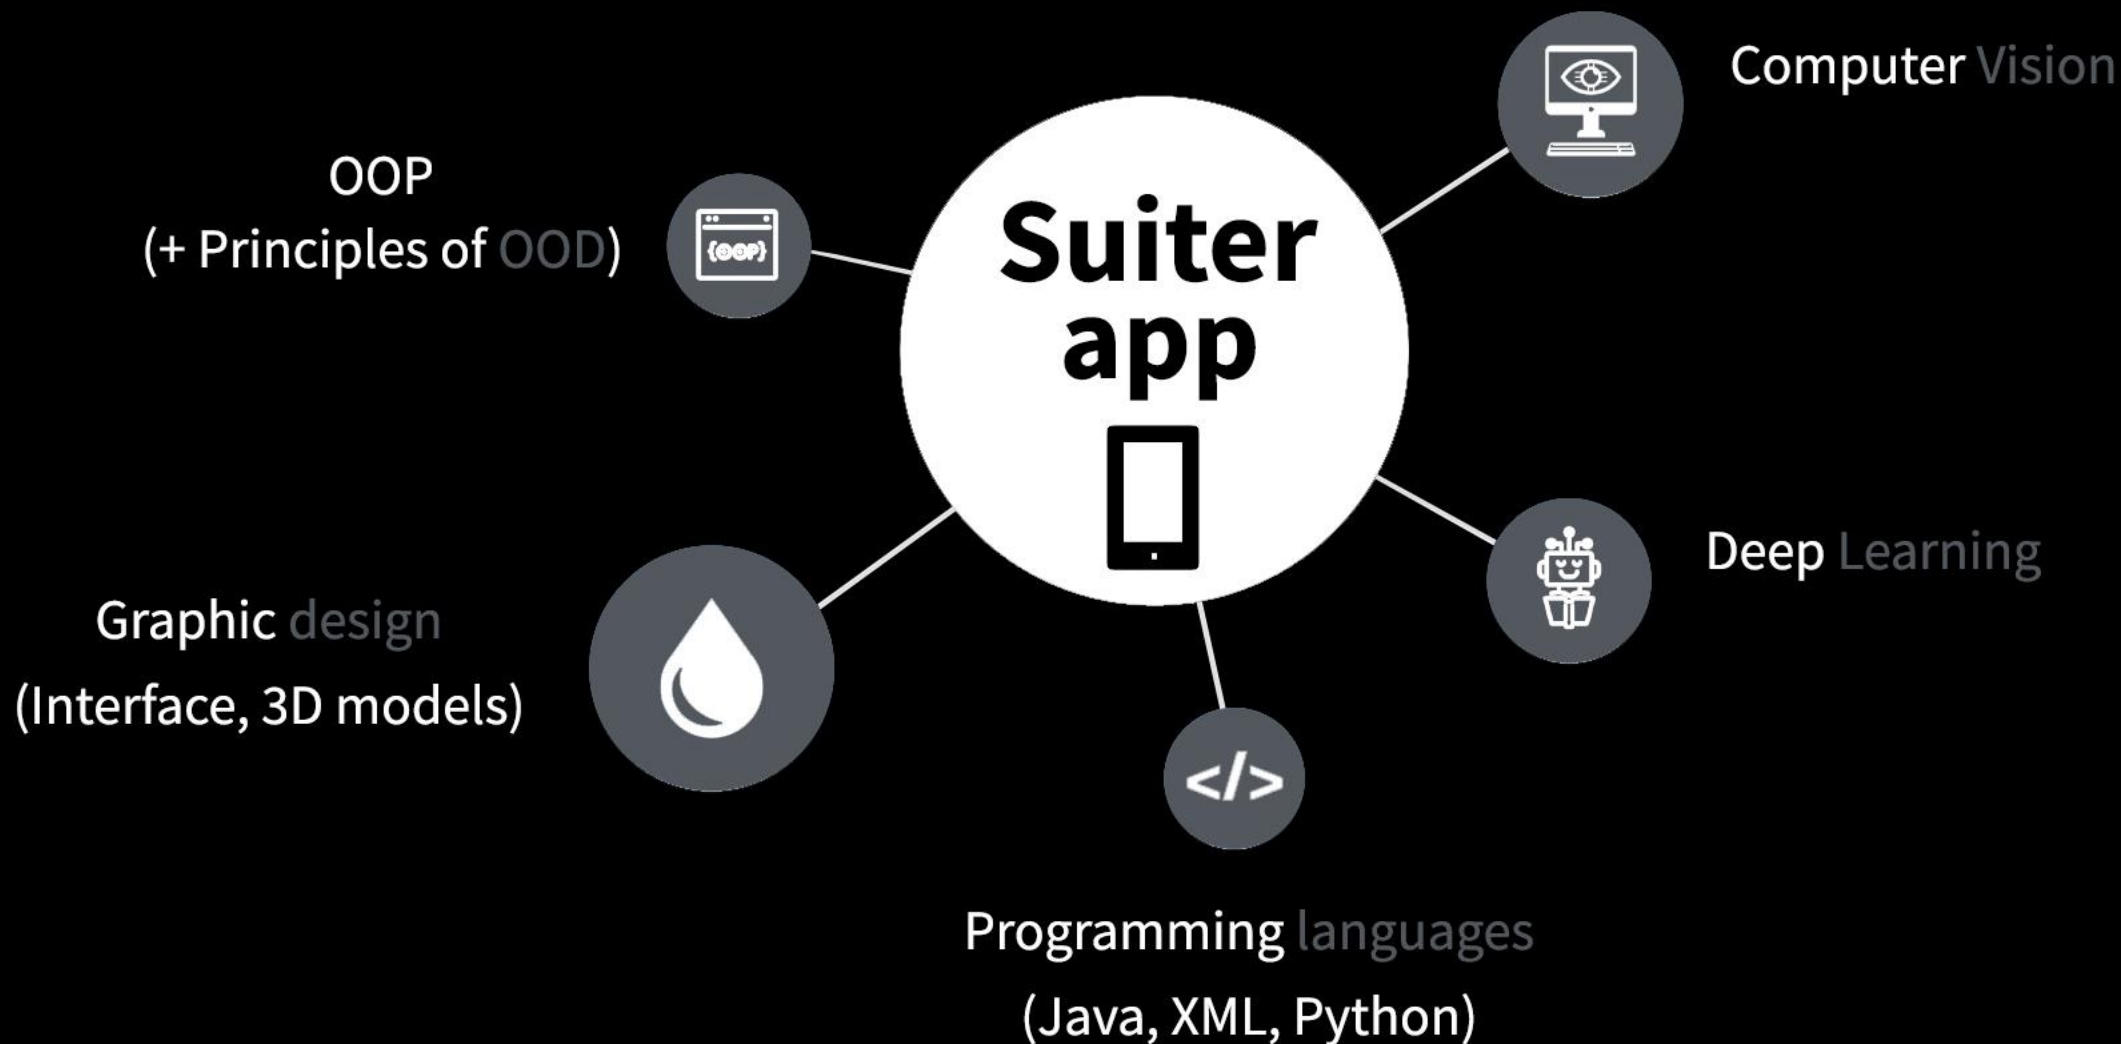 Computer Vision
OOP
(+ Principles of OOD)
{OOP}
Suiter
app
Deep Learning
Graphic design
(Interface, 3D models)
</>
Programming languages
(Java, XML, Python)